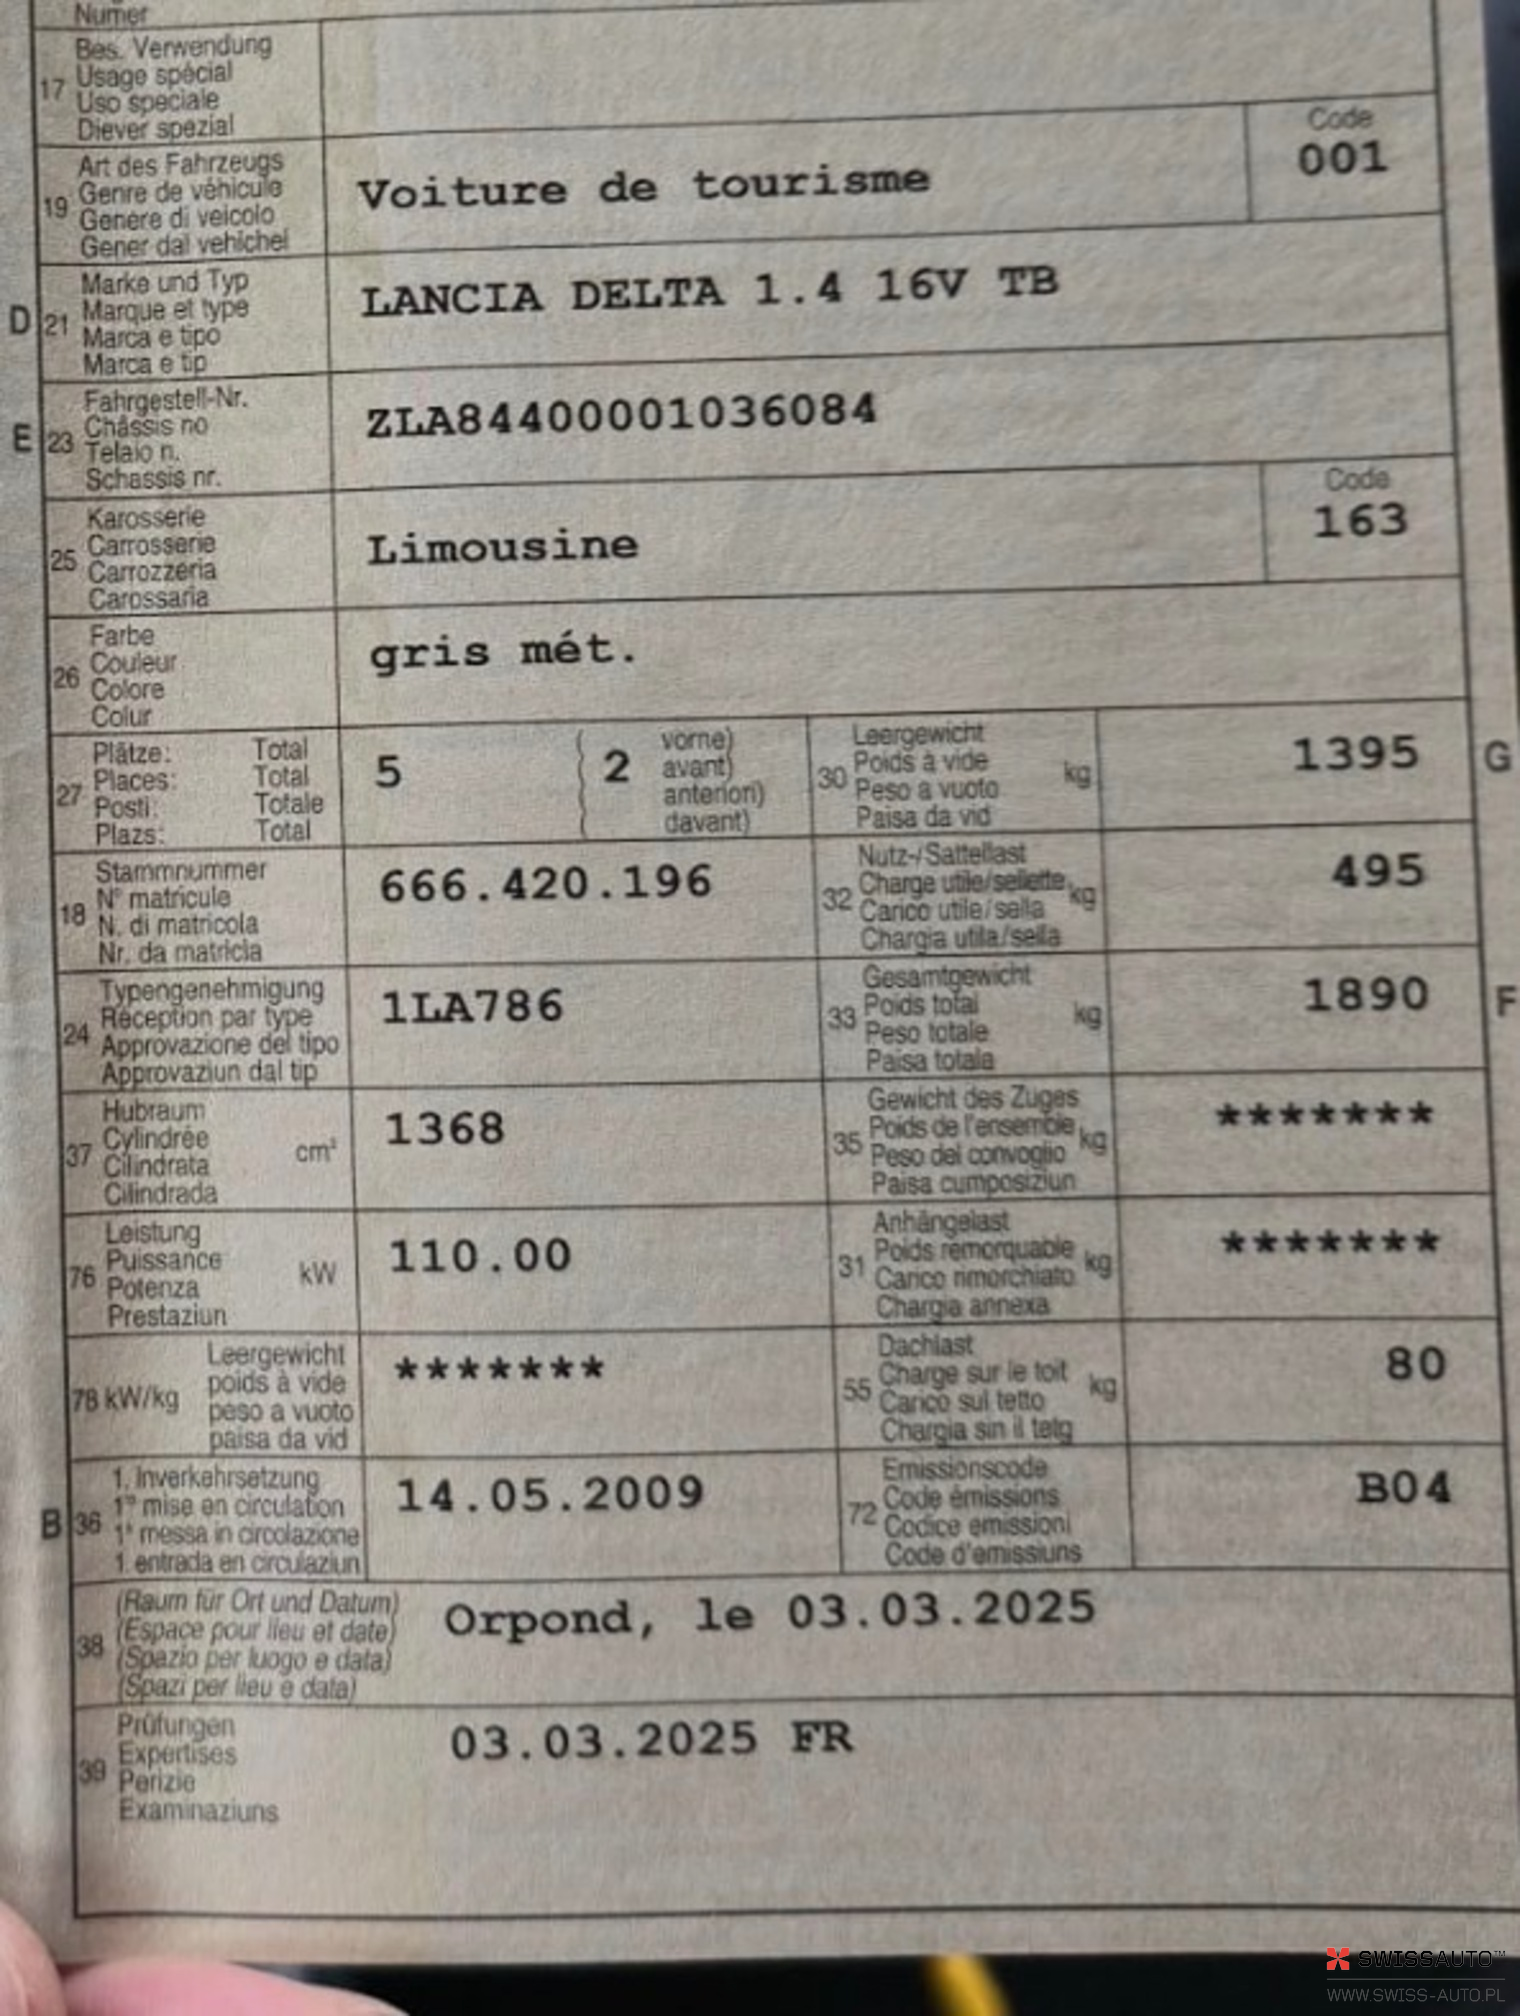 Numer
17
Bes. Verwendung
Usage spécial
Uso speciale
Diever spezial
19
Art des Fahrzeugs
Genre de véhicule
Genere di veicolo
Gener dal vehichel
Voiture de tourisme
Code
001
D
21
Marke und Typ
Marque et type
Marca e tipo
Marca e tip
LANCIA DELTA 1.4 16V TB
E
23
Fahrgestell-Nr.
Châssis no
Telaio n.
Schassis nr.
ZLA84400001036084
25
Karosserie
Carrosserie
Carrozzeria
Carossaria
Limousine
Code
163
26
Farbe
Couleur
Colore
Colur
gris mét.
27
Plätze: Total
Places: Total
Posti: Totale
Plazs: Total
5
( 2 vorne)
avant)
anteriori)
( davant)
30
Leergewicht
Poids à vide kg
Peso a vuoto
Paisa da vid
1395
G
18
Stammnummer
N° matricule
N. di matricola
Nr. da matricla
666.420.196
32
Nutz-/Sattellast
Charge utile/sellette kg
Carico utile/sella
Chargia utila/sella
495
24
Typengenehmigung
Réception par type
Approvazione del tipo
Approvaziun dal tip
1LA786
33
Gesamtgewicht
Poids total kg
Peso totale
Paisa totala
1890
F
37
Hubraum
Cylindrée cm³
Cilindrata
Cilindrada
1368
35
Gewicht des Zuges
Poids de l'ensemble kg
Peso del convoglio
Paisa cumposiziun
*******
76
Leistung
Puissance kW
Potenza
Prestaziun
110.00
31
Anhängelast
Poids remorquable kg
Carico rimorchiato
Chargia annexa
*******
78 kW/kg
Leergewicht
poids à vide
peso a vuoto
paisa da vid
*******
55
Dachlast
Charge sur le toit kg
Carico sul tetto
Chargia sin il tetg
80
B
36
1. Inverkehrsetzung
1re mise en circulation
1a messa in circolazione
1. entrada en circulaziun
14.05.2009
72
Emissionscode
Code émissions
Codice emissioni
Code d'emissiuns
B04
38
(Raum für Ort und Datum)
(Espace pour lieu et date)
(Spazio per luogo e data)
(Spazi per lieu e data)
Orpond, le 03.03.2025
39
Prüfungen
Expertises
Perizie
Examinaziuns
03.03.2025 FR
SWISSAUTO™
WWW.SWISS-AUTO.PL